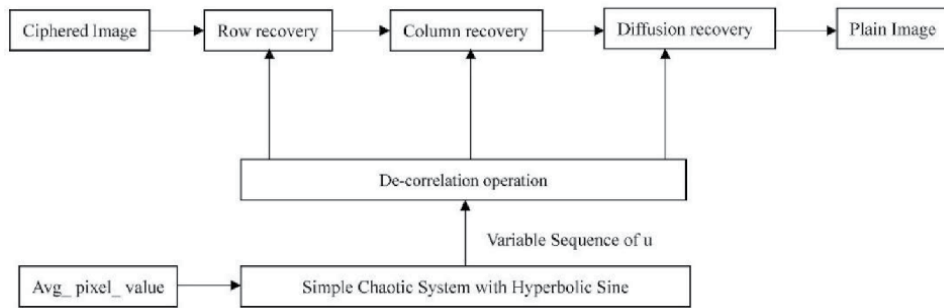 Ciphered Image
Row recovery
Column recovery
Diffusion recovery
Plain Image
De-correlation operation
Variable Sequence of u
Avg_ pixel_ value
Simple Chaotic System with Hyperbolic Sine